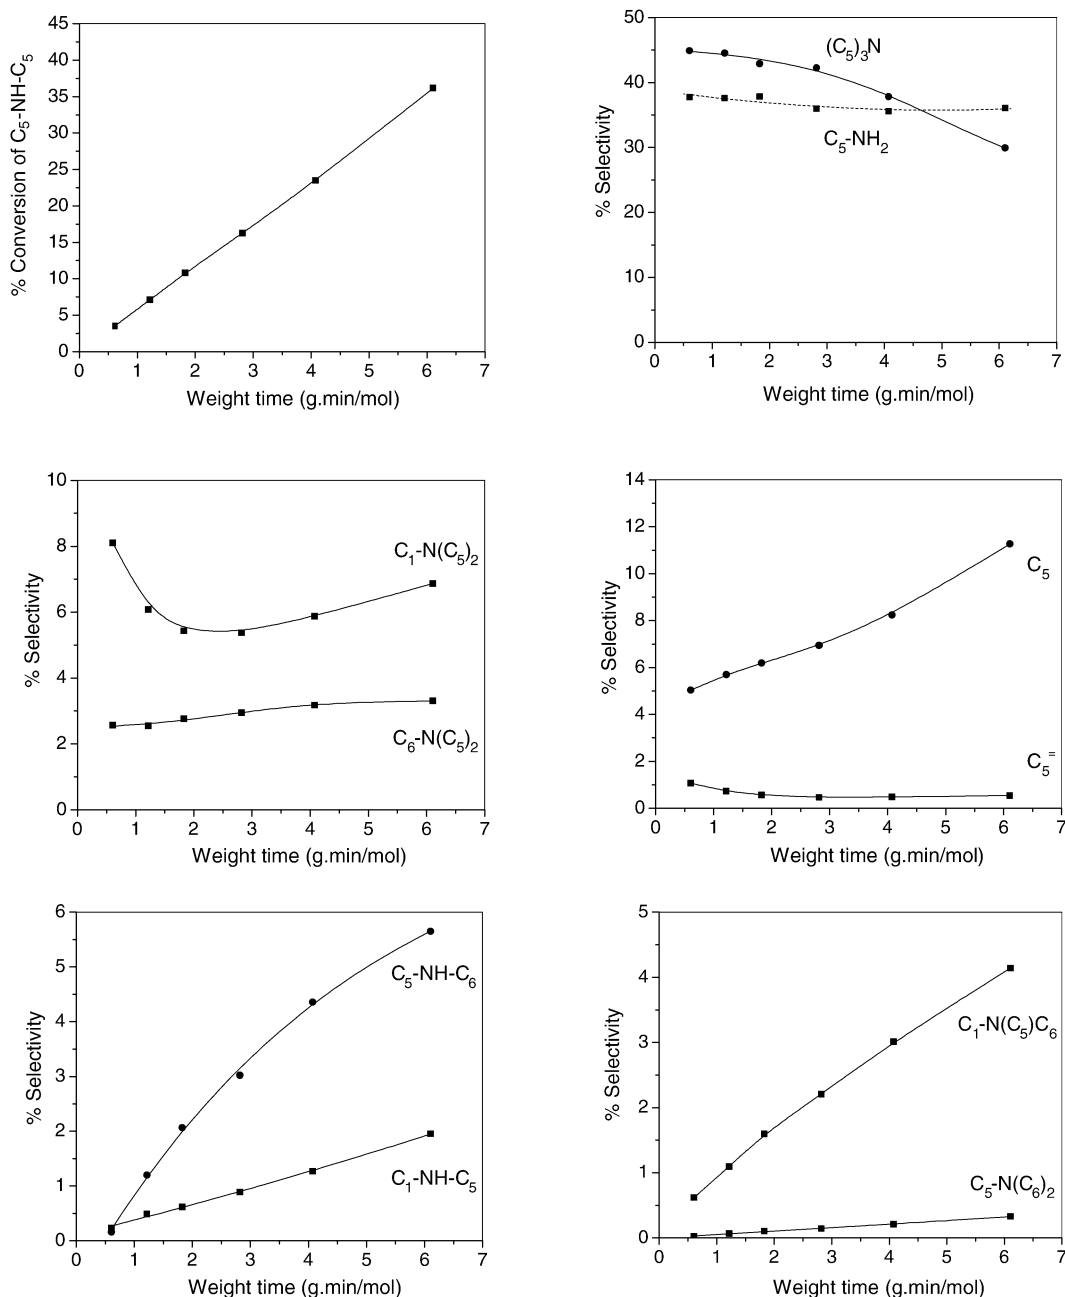 % Conversion of C5-NH-C5
45
40
35
30
25
20
15
10
5
0
0 1 2 3 4 5 6 7
Weight time (g.min/mol)
% Selectivity
50
40
30
20
10
0
(C5)3N
C5-NH2
0 1 2 3 4 5 6 7
Weight time (g.min/mol)
% Selectivity
10
8
6
4
2
0
C1-N(C5)2
C6-N(C5)2
0 1 2 3 4 5 6 7
Weight time (g.min/mol)
% Selectivity
14
12
10
8
6
4
2
0
C5
C5=
0 1 2 3 4 5 6 7
Weight time (g.min/mol)
% Selectivity
6
5
4
3
2
1
0
C5-NH-C6
C1-NH-C5
0 1 2 3 4 5 6 7
Weight time (g.min/mol)
% Selectivity
5
4
3
2
1
0
C1-N(C5)C6
C5-N(C6)2
0 1 2 3 4 5 6 7
Weight time (g.min/mol)